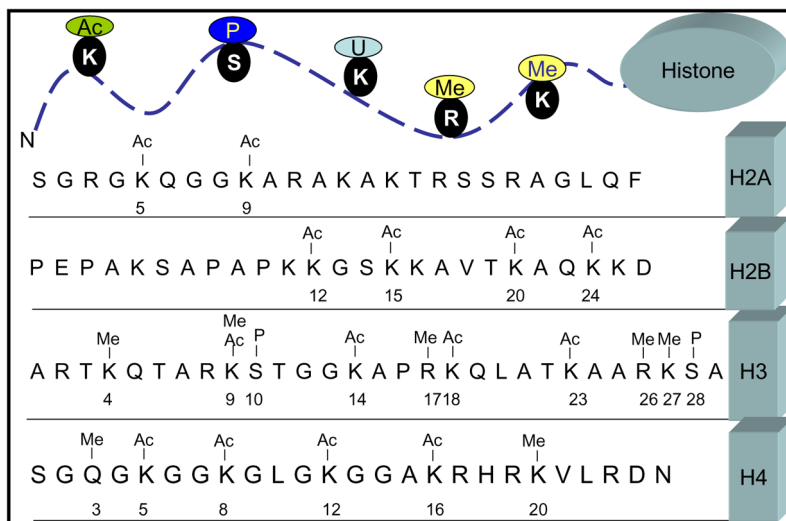 Ac P U Me Me
K S K R K Histone
N
Ac Ac
S G R G K Q G G K A R A K A K T R S S R A G L Q F H2A
5 9
Ac Ac Ac Ac
P E P A K S A P A P K K G S K K A V T K A Q K K D H2B
12 15 20 24
Me
Me Ac P Ac Me Ac Ac Me Me P
A R T K Q T A R K S T G G K A P R K Q L A T K A A R K S A H3
4 9 10 14 17 18 23 26 27 28
Me Ac Ac Ac Ac Me
S G Q G K G G K G L G K G G A K R H R K V L R D N H4
3 5 8 12 16 20